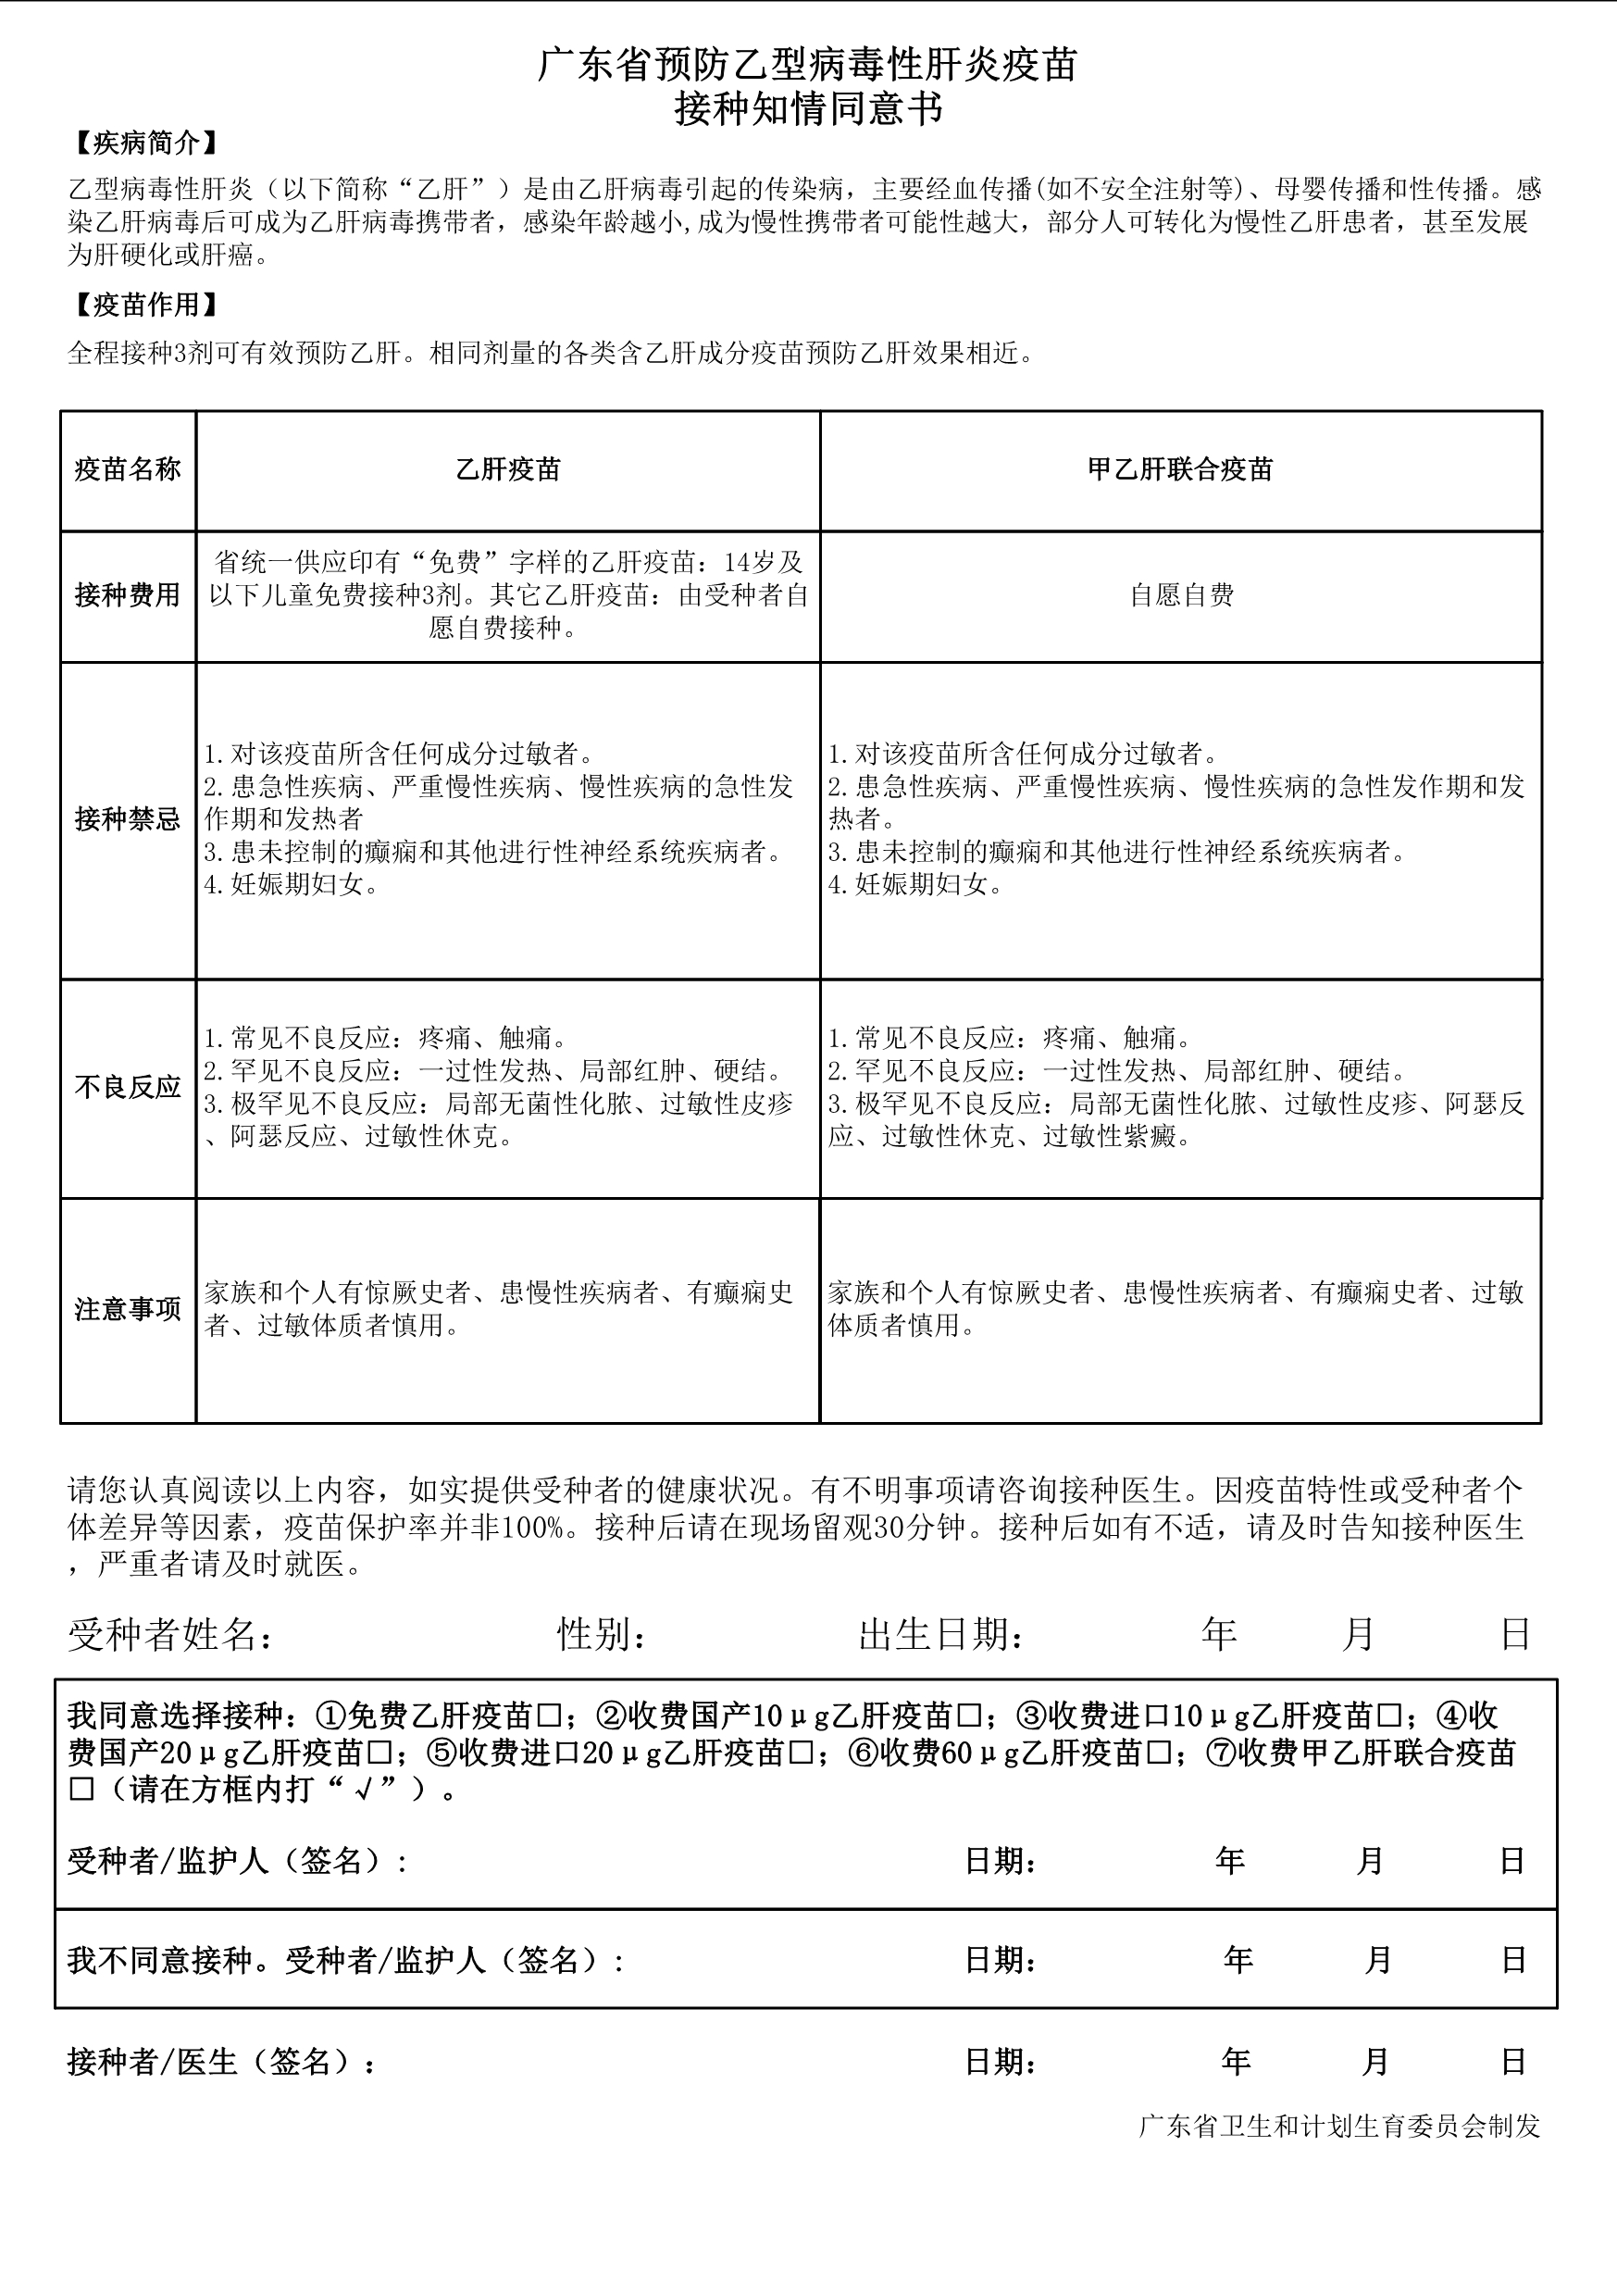 广东省预防乙型病毒性肝炎疫苗
接种知情同意书
【疾病简介】
乙型病毒性肝炎（以下简称“乙肝”）是由乙肝病毒引起的传染病，主要经血传播(如不安全注射等)、母婴传播和性传播。感
染乙肝病毒后可成为乙肝病毒携带者，感染年龄越小,成为慢性携带者可能性越大，部分人可转化为慢性乙肝患者，甚至发展
为肝硬化或肝癌。
【疫苗作用】
全程接种3剂可有效预防乙肝。相同剂量的各类含乙肝成分疫苗预防乙肝效果相近。
疫苗名称 乙肝疫苗 甲乙肝联合疫苗
接种费用
省统一供应印有“免费”字样的乙肝疫苗：14岁及
以下儿童免费接种3剂。其它乙肝疫苗：由受种者自
愿自费接种。
自愿自费
接种禁忌
1.对该疫苗所含任何成分过敏者。
2.患急性疾病、严重慢性疾病、慢性疾病的急性发
作期和发热者
3.患未控制的癫痫和其他进行性神经系统疾病者。
4.妊娠期妇女。
1.对该疫苗所含任何成分过敏者。
2.患急性疾病、严重慢性疾病、慢性疾病的急性发作期和发
热者。
3.患未控制的癫痫和其他进行性神经系统疾病者。
4.妊娠期妇女。
不良反应
1.常见不良反应：疼痛、触痛。
2.罕见不良反应：一过性发热、局部红肿、硬结。
3.极罕见不良反应：局部无菌性化脓、过敏性皮疹
、阿瑟反应、过敏性休克。
1.常见不良反应：疼痛、触痛。
2.罕见不良反应：一过性发热、局部红肿、硬结。
3.极罕见不良反应：局部无菌性化脓、过敏性皮疹、阿瑟反
应、过敏性休克、过敏性紫癜。
注意事项
家族和个人有惊厥史者、患慢性疾病者、有癫痫史
者、过敏体质者慎用。
家族和个人有惊厥史者、患慢性疾病者、有癫痫史者、过敏
体质者慎用。
请您认真阅读以上内容，如实提供受种者的健康状况。有不明事项请咨询接种医生。因疫苗特性或受种者个
体差异等因素，疫苗保护率并非100%。接种后请在现场留观30分钟。接种后如有不适，请及时告知接种医生
，严重者请及时就医。
受种者姓名： 性别： 出生日期： 年 月 日
我同意选择接种：①免费乙肝疫苗□；②收费国产10μg乙肝疫苗□；③收费进口10μg乙肝疫苗□；④收
费国产20μg乙肝疫苗□；⑤收费进口20μg乙肝疫苗□；⑥收费60μg乙肝疫苗□；⑦收费甲乙肝联合疫苗
□（请在方框内打“√”）。
受种者/监护人（签名）： 日期： 年 月 日
我不同意接种。受种者/监护人（签名）： 日期： 年 月 日
接种者/医生（签名）： 日期： 年 月 日
广东省卫生和计划生育委员会制发